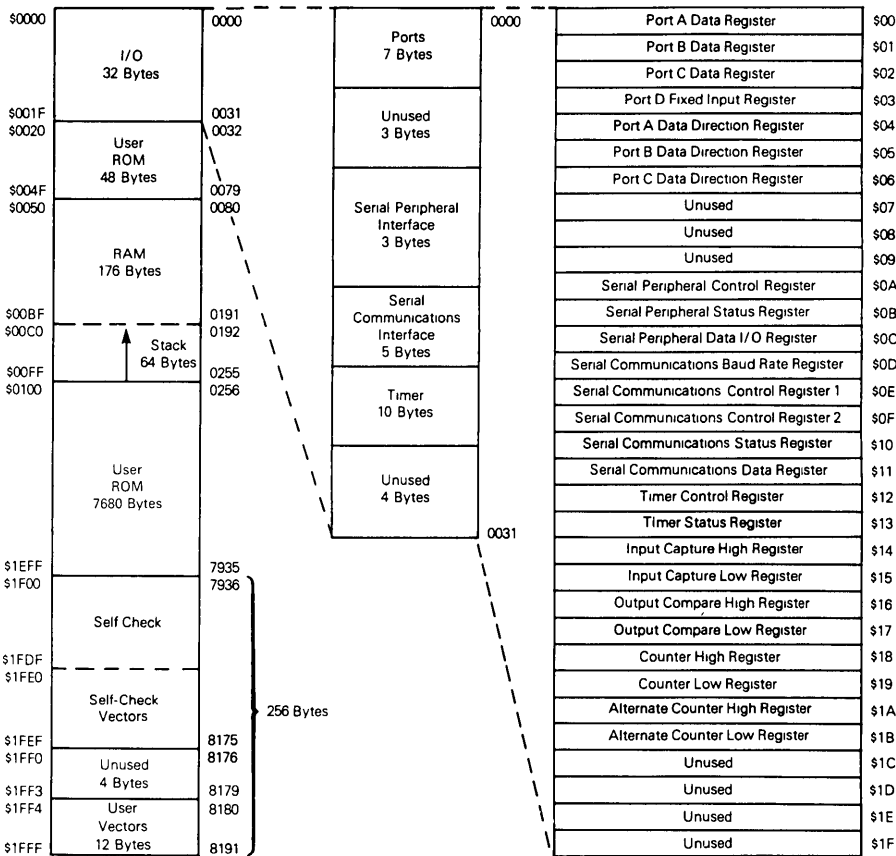 $0000
0000
I/O
32 Bytes
$001F
0031
$0020
0032
User
ROM
48 Bytes
$004F
0079
$0050
0080
RAM
176 Bytes
$00BF
0191
$00C0
0192
Stack
64 Bytes
$00FF
0255
$0100
0256
User
ROM
7680 Bytes
$1EFF
7935
$1F00
7936
Self Check
$1FDF
$1FE0
Self-Check
Vectors
$1FEF
8175
$1FF0
8176
Unused
4 Bytes
$1FF3
8179
$1FF4
8180
User
Vectors
12 Bytes
$1FFF
8191
256 Bytes
0000
Ports
7 Bytes
Unused
3 Bytes
Serial Peripheral
Interface
3 Bytes
Serial
Communications
Interface
5 Bytes
Timer
10 Bytes
Unused
4 Bytes
0031
Port A Data Register $00
Port B Data Register $01
Port C Data Register $02
Port D Fixed Input Register $03
Port A Data Direction Register $04
Port B Data Direction Register $05
Port C Data Direction Register $06
Unused $07
Unused $08
Unused $09
Serial Peripheral Control Register $0A
Serial Peripheral Status Register $0B
Serial Peripheral Data I/O Register $0C
Serial Communications Baud Rate Register $0D
Serial Communications Control Register 1 $0E
Serial Communications Control Register 2 $0F
Serial Communications Status Register $10
Serial Communications Data Register $11
Timer Control Register $12
Timer Status Register $13
Input Capture High Register $14
Input Capture Low Register $15
Output Compare High Register $16
Output Compare Low Register $17
Counter High Register $18
Counter Low Register $19
Alternate Counter High Register $1A
Alternate Counter Low Register $1B
Unused $1C
Unused $1D
Unused $1E
Unused $1F